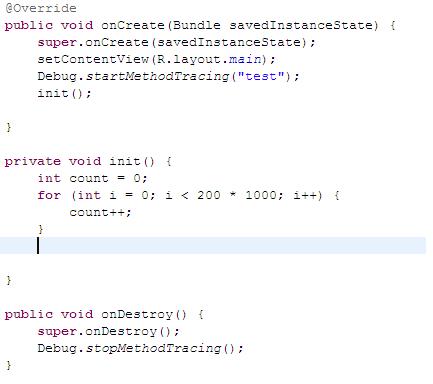 @Override
public void onCreate(Bundle savedInstanceState) {
    super.onCreate(savedInstanceState);
    setContentView(R.layout.main);
    Debug.startMethodTracing("test");
    init();

}

private void init() {
    int count = 0;
    for (int i = 0; i < 200 * 1000; i++) {
        count++;
    }


}

public void onDestroy() {
    super.onDestroy();
    Debug.stopMethodTracing();
}